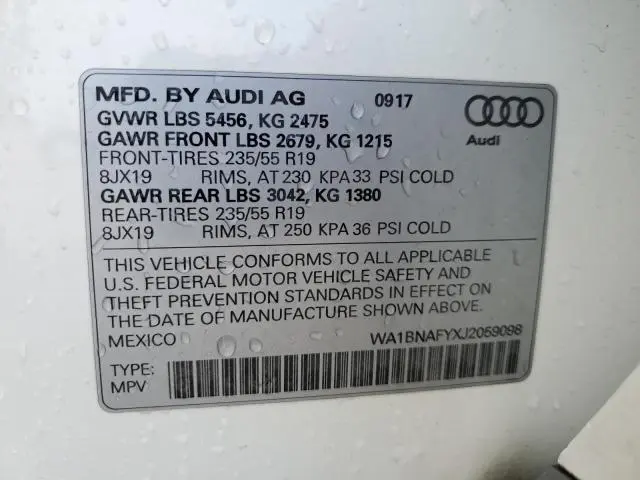 MFD. BY AUDI AG 0917
GVWR LBS 5456, KG 2475
GAWR FRONT LBS 2679, KG 1215
FRONT-TIRES 235/55 R19
8JX19 RIMS, AT 230 KPA 33 PSI COLD
GAWR REAR LBS 3042, KG 1380
REAR-TIRES 235/55 R19
8JX19 RIMS, AT 250 KPA 36 PSI COLD
Audi
THIS VEHICLE CONFORMS TO ALL APPLICABLE
U.S. FEDERAL MOTOR VEHICLE SAFETY AND
THEFT PREVENTION STANDARDS IN EFFECT ON
THE DATE OF MANUFACTURE SHOWN ABOVE.
MEXICO WA1BNAFYXJ2059098
TYPE:
MPV